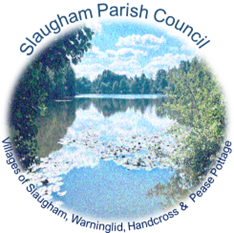 Slaugham Parish Council
Villages of Slaugham, Warninglid, Handcross & Pease Pottage